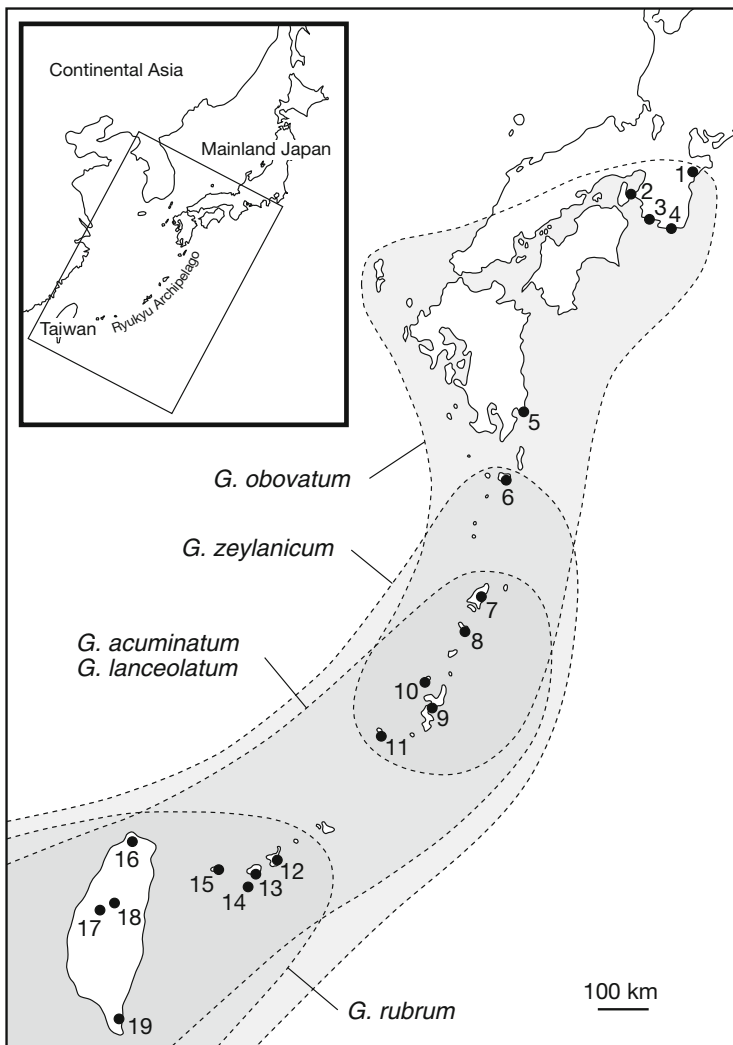 Continental Asia
Mainland Japan
Ryukyu Archipelago
Taiwan
1
2
3
4
5
G. obovatum
6
G. zeylanicum
7
8
G. acuminatum
G. lanceolatum
10
9
11
16
12
15
13
14
18
17
G. rubrum
100 km
19